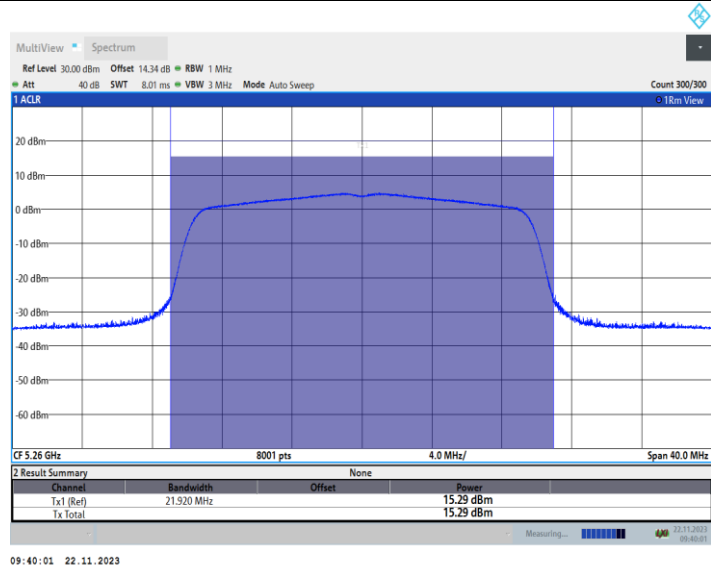 MultiView Spectrum
Ref Level 30.00 dBm Offset 14.34 dB RBW 1 MHz
Att 40 dB SWT 8.01 ms VBW 3 MHz Mode Auto Sweep Count 300/300
1 ACLR 1Rm View
20 dBm
10 dBm
0 dBm
-10 dBm
-20 dBm
-30 dBm
-40 dBm
-50 dBm
-60 dBm
CF 5.26 GHz 8001 pts 4.0 MHz/ Span 40.0 MHz
2 Result Summary None
Channel Bandwidth Offset Power
Tx1 (Ref) 21.920 MHz 15.29 dBm
Tx Total 15.29 dBm
Measuring... 22.11.2023
09:40:01
09:40:01 22.11.2023